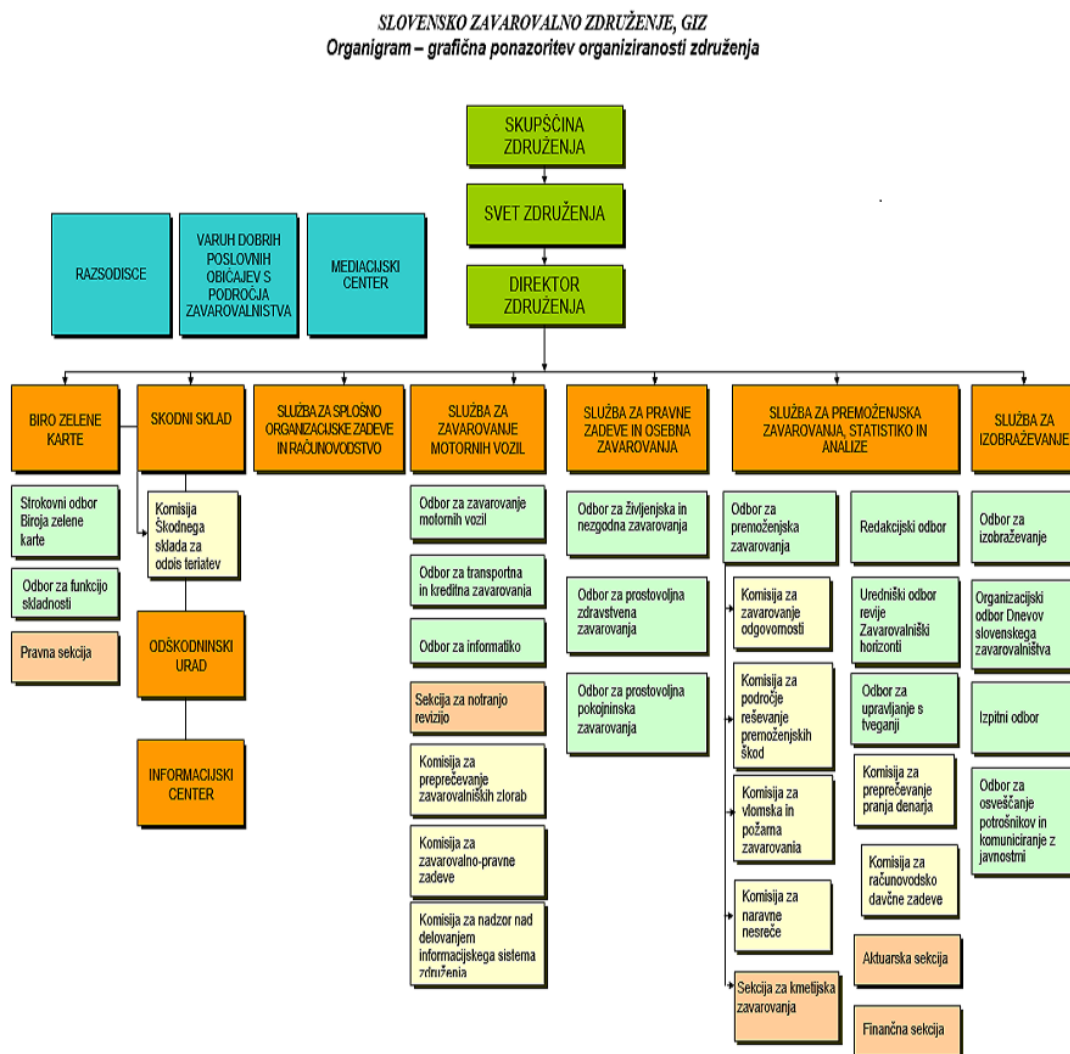 SLOVENSKO ZAVAROVALNO ZDRUŽENJE, GIZ
Organigram – grafična ponazoritev organiziranosti združenja
SKUPŠČINA
ZDRUŽENJA
SVET ZDRUŽENJA
DIREKTOR
ZDRUŽENJA
RAZSODISCE
VARUH DOBRIH
POSLOVNIH
OBIČAJEV S
PODROČJA
ZAVAROVALNISTVA
MEDIACIJSKI
CENTER
BIRO ZELENE
KARTE
Strokovni odbor
Biroja zelene
karte
Odbor za funkcijo
skladnosti
Pravna sekcija
SKODNI SKLAD
Komisija
Škodnega
sklada za
odpis terjatev
ODŠKODNINSKI
URAD
INFORMACIJSKI
CENTER
SLUŽBA ZA SPLOŠNO
ORGANIZACIJSKE ZADEVE
IN RAČUNOVODSTVO
SLUŽBA ZA
ZAVAROVANJE
MOTORNIH VOZIL
Odbor za zavarovanje
motornih vozil
Odbor za transportna
in kreditna zavarovanja
Odbor za informatiko
Sekcija za notranjo
revizijo
Komisija za
preprečevanje
zavarovalniških zlorab
Komisija za
zavarovalno-pravne
zadeve
Komisija za nadzor nad
delovanjem
informacijskega sistema
združenja
SLUŽBA ZA PRAVNE
ZADEVE IN OSEBNA
ZAVAROVANJA
Odbor za življenjska in
nezgodna zavarovanja
Odbor za prostovoljna
zdravstvena
zavarovanja
Odbor za prostovoljna
pokojninska
zavarovanja
SLUŽBA ZA PREMOŽENJSKA
ZAVAROVANJA, STATISTIKO IN
ANALIZE
Odbor za
premoženjska
zavarovanja
Komisija za
zavarovanje
odgovornosti
Komisija za
področje
reševanje
premoženjskih
škod
Komisija za
vlomska in
požarna
zavarovanja
Komisija za
naravne
nesreče
Sekcija za kmetijska
zavarovanja
Redakcijski odbor
Uredniški odbor
revije
Zavarovalniški
horizonti
Odbor za
upravljanje s
tveganji
Komisija za
preprečevanje
pranja denarja
Komisija za
računovodsko
davčne zadeve
Aktuarska sekcija
Finančna sekcija
SLUŽBA ZA
IZOBRAŽEVANJE
Odbor za
izobraževanje
Organizacijski
odbor Dnevov
slovenskega
zavarovalništva
Izpitni odbor
Odbor za
osveščanje
potrošnikov in
komuniciranje z
javnostmi